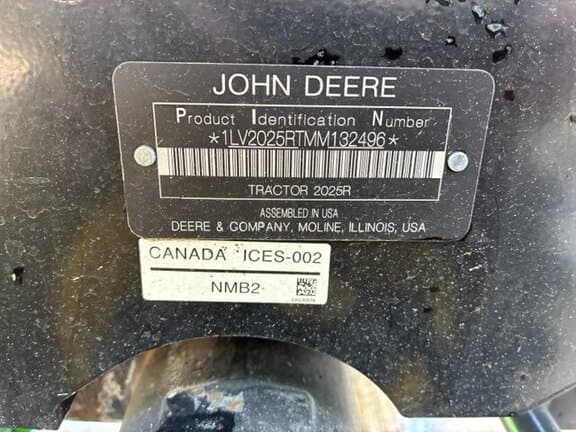 JOHN DEERE
Product Identification Number
*1LV2025RTMM132496*
TRACTOR 2025R
ASSEMBLED IN USA
DEERE & COMPANY, MOLINE, ILLINOIS, USA
CANADA ICES-002
NMB2